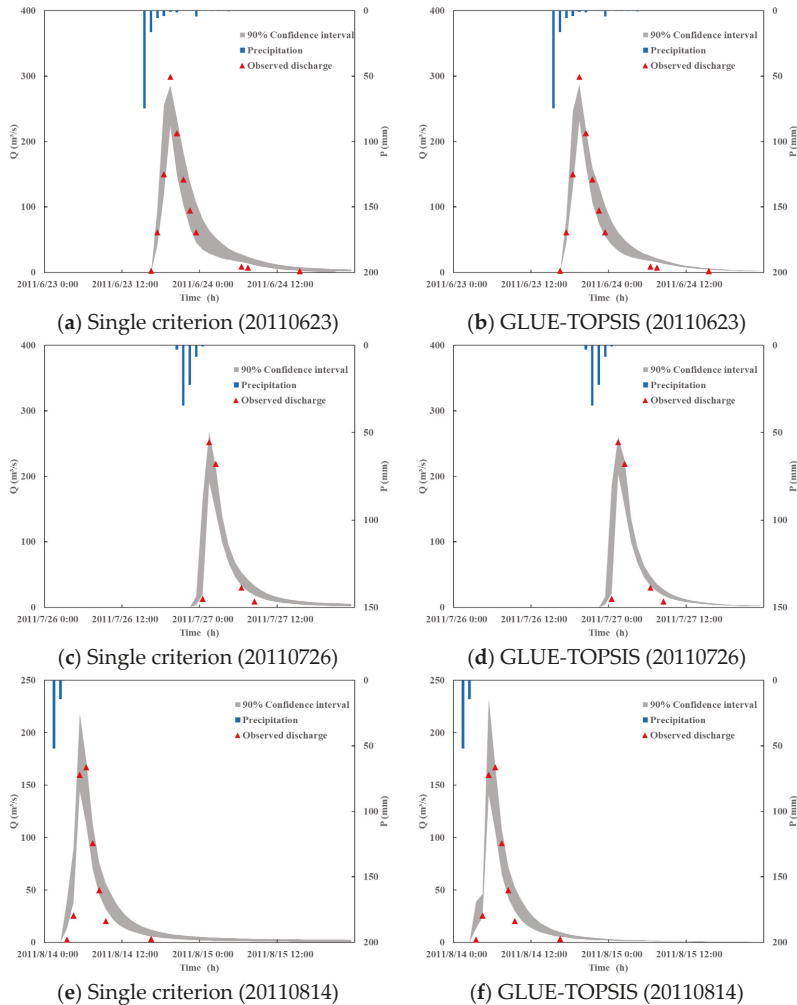 400 0
90% Confidence interval
300 Precipitation 50
Observed discharge
Q (m³/s) 200 100 P (mm)
100 150
0 200
2011/6/23 0:00 2011/6/23 12:00 2011/6/24 0:00 2011/6/24 12:00
Time (h)
(a) Single criterion (20110623)
400 0
90% Confidence interval
300 Precipitation 50
Observed discharge
Q (m³/s) 200 100 P (mm)
100 150
0 200
2011/6/23 0:00 2011/6/23 12:00 2011/6/24 0:00 2011/6/24 12:00
Time (h)
(b) GLUE-TOPSIS (20110623)
400 0
90% Confidence interval
300 Precipitation 50
Observed discharge
Q (m³/s) 200 100 P (mm)
100
0 150
2011/7/26 0:00 2011/7/26 12:00 2011/7/27 0:00 2011/7/27 12:00
Time (h)
(c) Single criterion (20110726)
400 0
90% Confidence interval
300 Precipitation 50
Observed discharge
Q (m³/s) 200 100 P (mm)
100
0 150
2011/7/26 0:00 2011/7/26 12:00 2011/7/27 0:00 2011/7/27 12:00
Time (h)
(d) GLUE-TOPSIS (20110726)
250 0
90% Confidence interval
200 Precipitation 50
Observed discharge
150
Q (m³/s) 100 P (mm)
100
50 150
0 200
2011/8/14 0:00 2011/8/14 12:00 2011/8/15 0:00 2011/8/15 12:00
Time (h)
(e) Single criterion (20110814)
250 0
90% Confidence interval
200 Precipitation 50
Observed discharge
150
Q (m³/s) 100 P (mm)
100
50 150
0 200
2011/8/14 0:00 2011/8/14 12:00 2011/8/15 0:00 2011/8/15 12:00
Time (h)
(f) GLUE-TOPSIS (20110814)